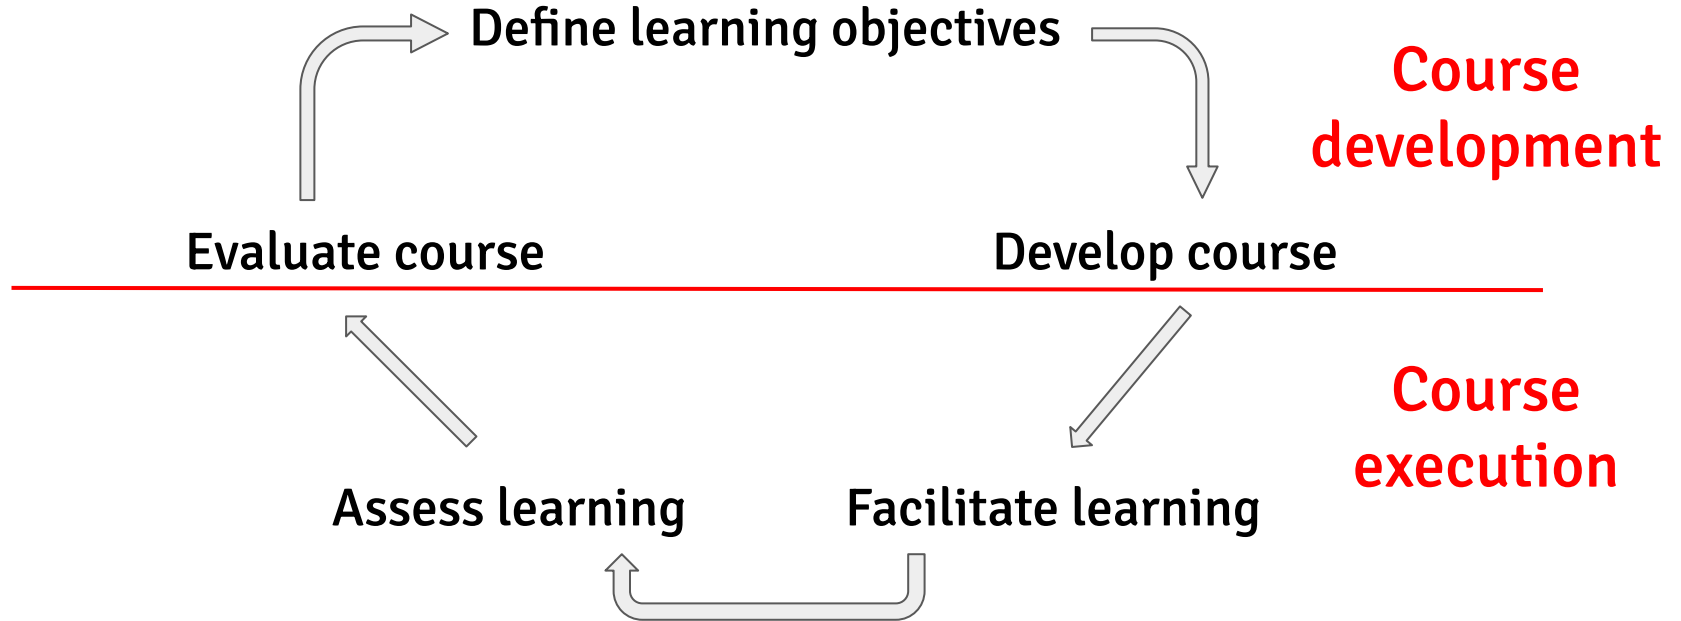 Define learning objectives
Course
development
Evaluate course
Develop course
Course
execution
Assess learning
Facilitate learning